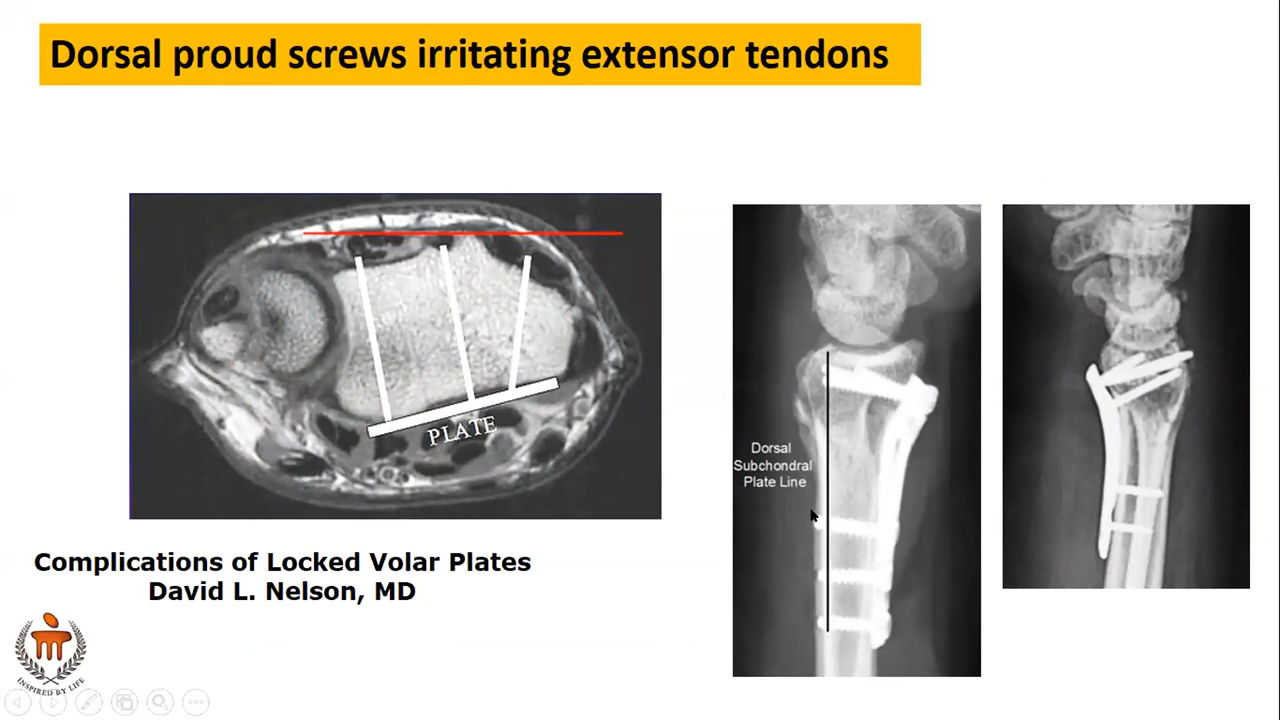 Dorsal proud screws irritating extensor tendons
PLATE
Dorsal
Subchondral
Plate Line
Complications of Locked Volar Plates
David L. Nelson, MD
INSPIRED BY LIFE